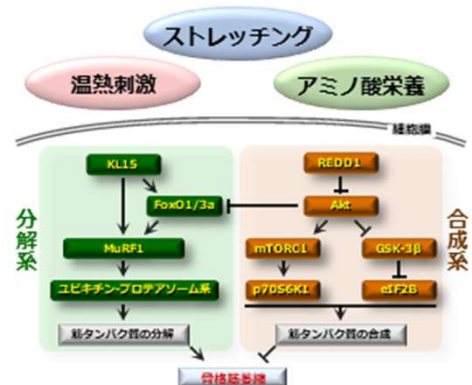 ストレッチング
温熱刺激
アミノ酸栄養
細胞膜
分解系
KL15
FoxO1/3a
MuRF1
ユビキチン-プロテアソーム系
筋タンパク質の分解
REDD1
Akt
mTORC1
GSK-3β
p70S6K1
eIF2B
筋タンパク質の合成
合成系
骨格筋萎縮